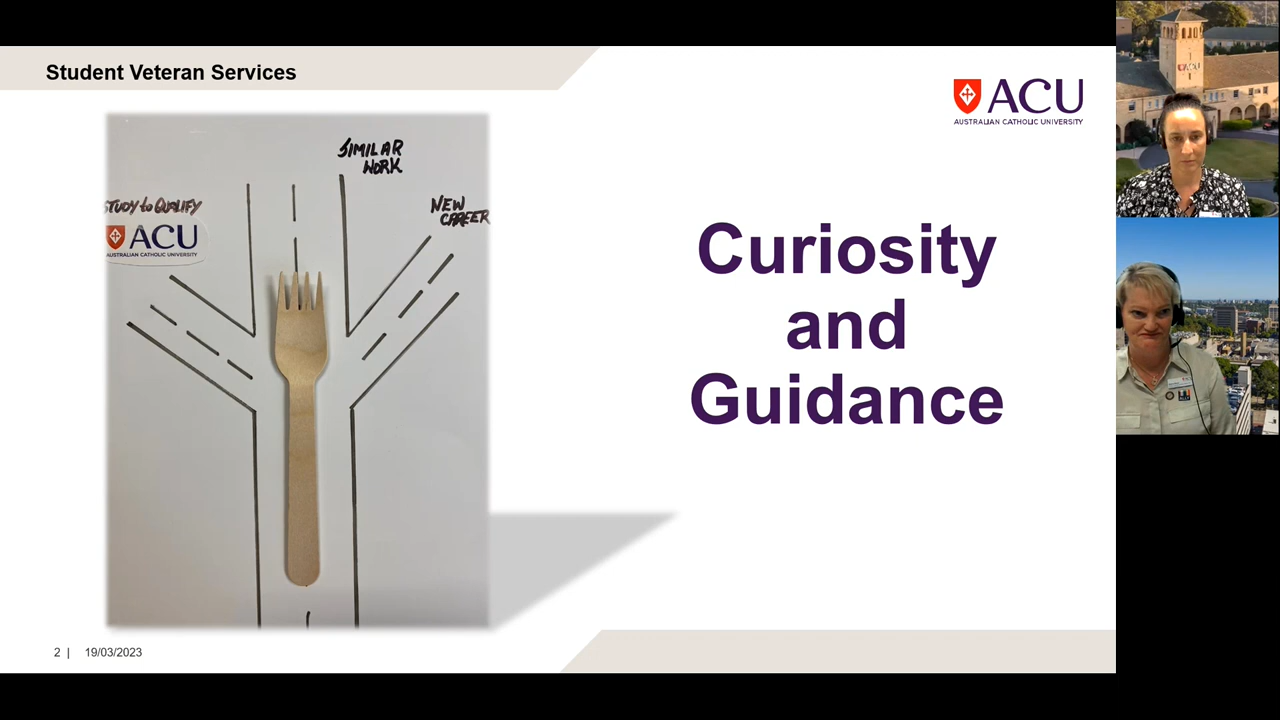 Student Veteran Services
ACU
AUSTRALIAN CATHOLIC UNIVERSITY
SIMILAR
WORK
STUDY to QUALIFY
ACU
AUSTRALIAN CATHOLIC UNIVERSITY
NEW
CAREER
Curiosity
and
Guidance
2 | 19/03/2023
ACU